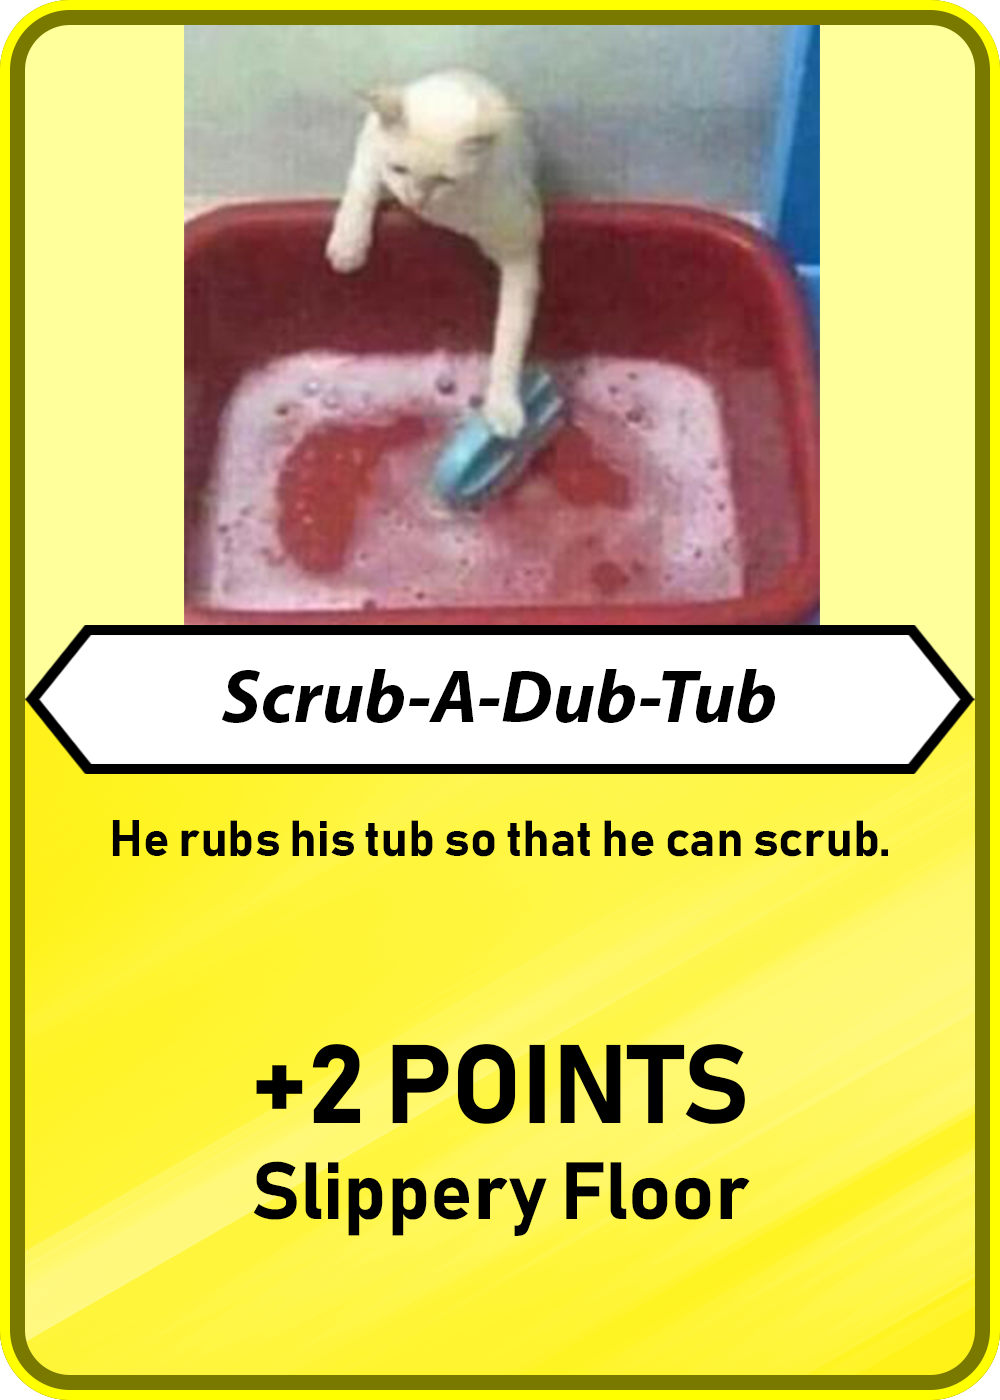 Scrub-A-Dub-Tub
He rubs his tub so that he can scrub.
+2 POINTS
Slippery Floor